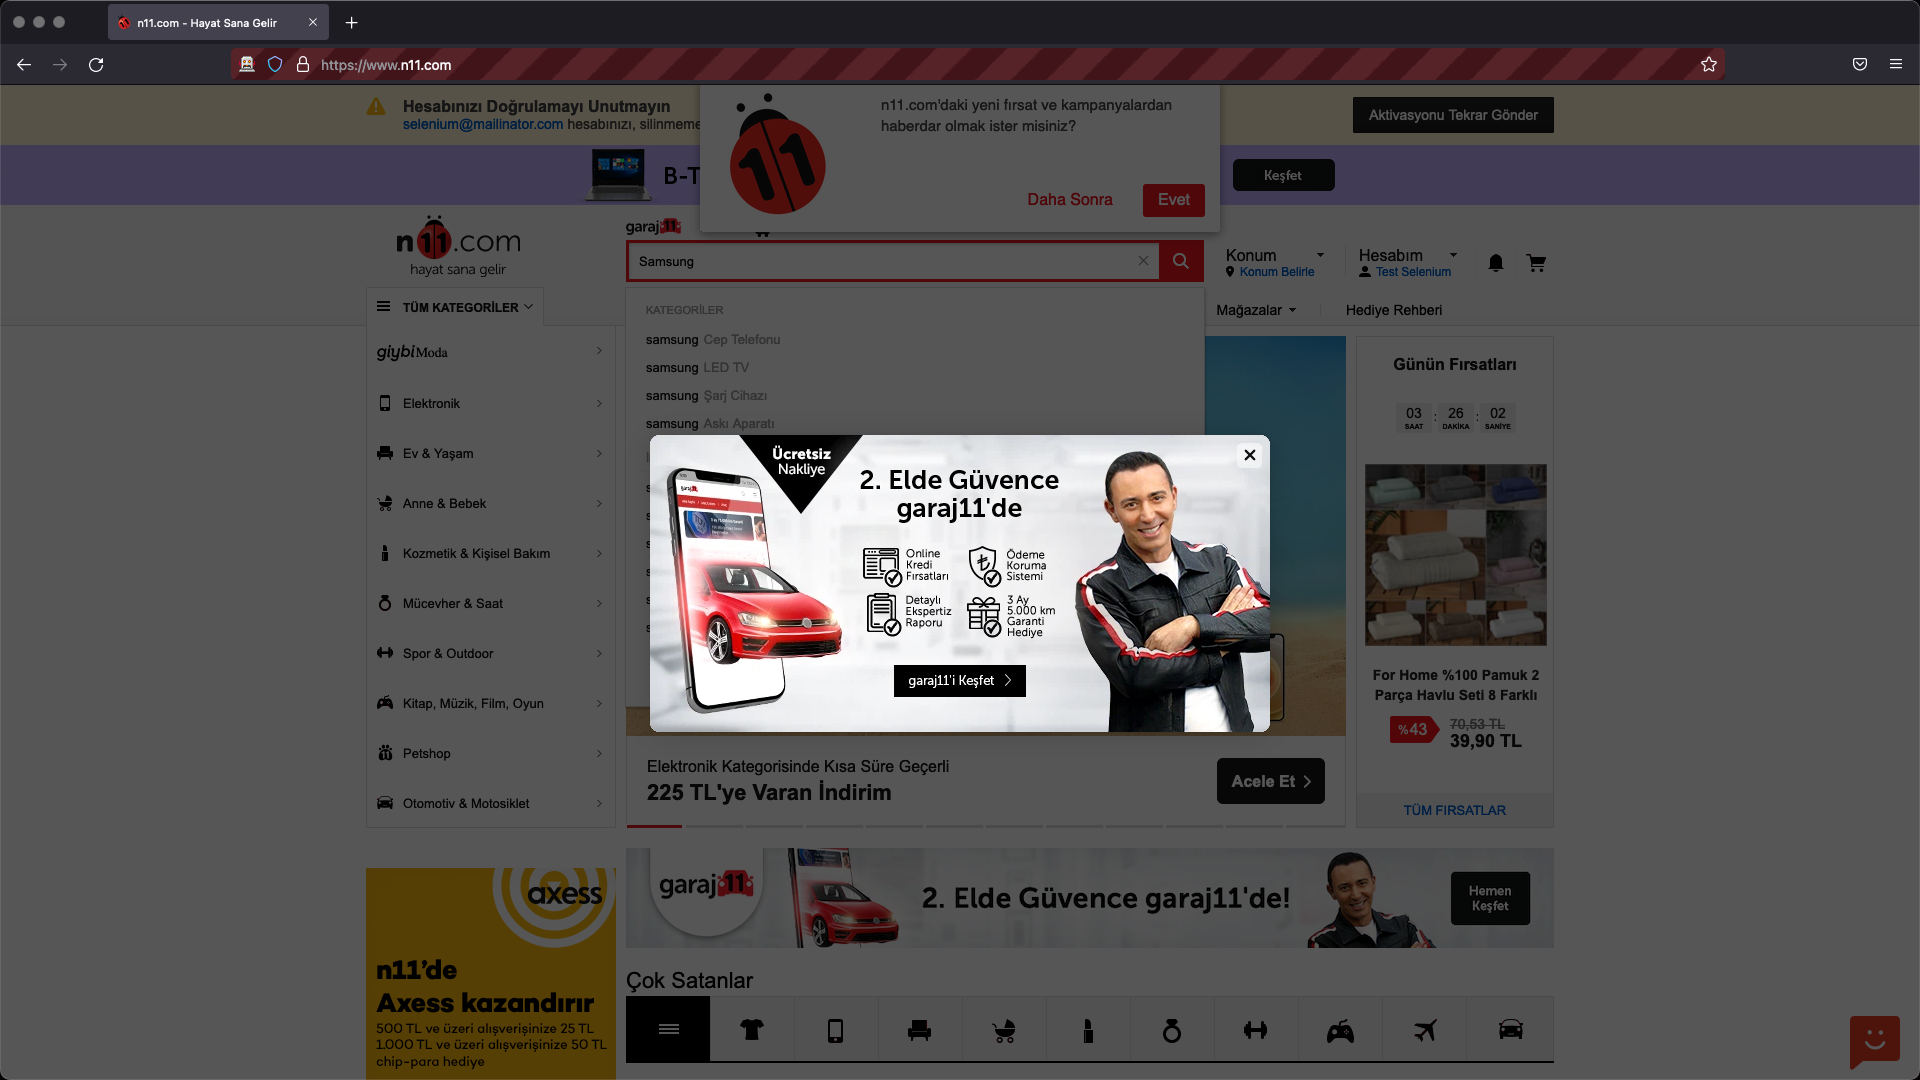 n11.com - Hayat Sana Gelir
https://www.n11.com
Hesabınızı Doğrulamayı Unutmayın
selenium@mailinator.com hesabınızı, silinmeme
n11.com'daki yeni fırsat ve kampanyalardan
haberdar olmak ister misiniz?
Daha Sonra
Evet
Aktivasyonu Tekrar Gönder
B-T
Keşfet
n11.com
hayat sana gelir
garaj11
Samsung
Konum
Konum Belirle
Hesabım
Test Selenium
TÜM KATEGORİLER
Mağazalar
Hediye Rehberi
KATEGORİLER
samsung Cep Telefonu
samsung LED TV
samsung Şarj Cihazı
samsung Askı Aparatı
giybi Moda
Elektronik
Ev & Yaşam
Anne & Bebek
Kozmetik & Kişisel Bakım
Mücevher & Saat
Spor & Outdoor
Kitap, Müzik, Film, Oyun
Petshop
Otomotiv & Motosiklet
Ücretsiz
Nakliye
2. Elde Güvence
garaj11'de
Online
Kredi
Fırsatları
Ödeme
Koruma
Sistemi
Detaylı
Ekspertiz
Raporu
3 Ay
5.000 km
Garanti
Hediye
garaj11'i Keşfet
Günün Fırsatları
03 : 26 : 02
SAAT DAKİKA SANİYE
For Home %100 Pamuk 2
Parça Havlu Seti 8 Farklı
%43
70,53 TL
39,90 TL
TÜM FIRSATLAR
Elektronik Kategorisinde Kısa Süre Geçerli
225 TL'ye Varan İndirim
Acele Et
garaj11
2. Elde Güvence garaj11'de!
Hemen
Keşfet
axess
n11'de
Axess kazandırır
500 TL ve üzeri alışverişinize 25 TL
1.000 TL ve üzeri alışverişinize 50 TL
chip-para hediye
Çok Satanlar